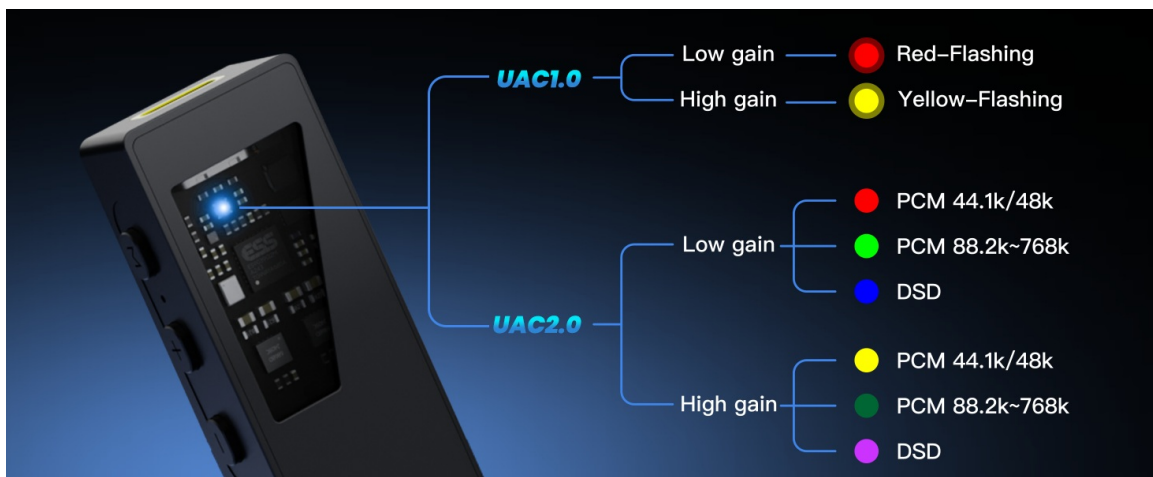 UAC1.0
Low gain
Red-Flashing
High gain
Yellow-Flashing
UAC2.0
Low gain
PCM 44.1k/48k
PCM 88.2k~768k
DSD
High gain
PCM 44.1k/48k
PCM 88.2k~768k
DSD
ESS